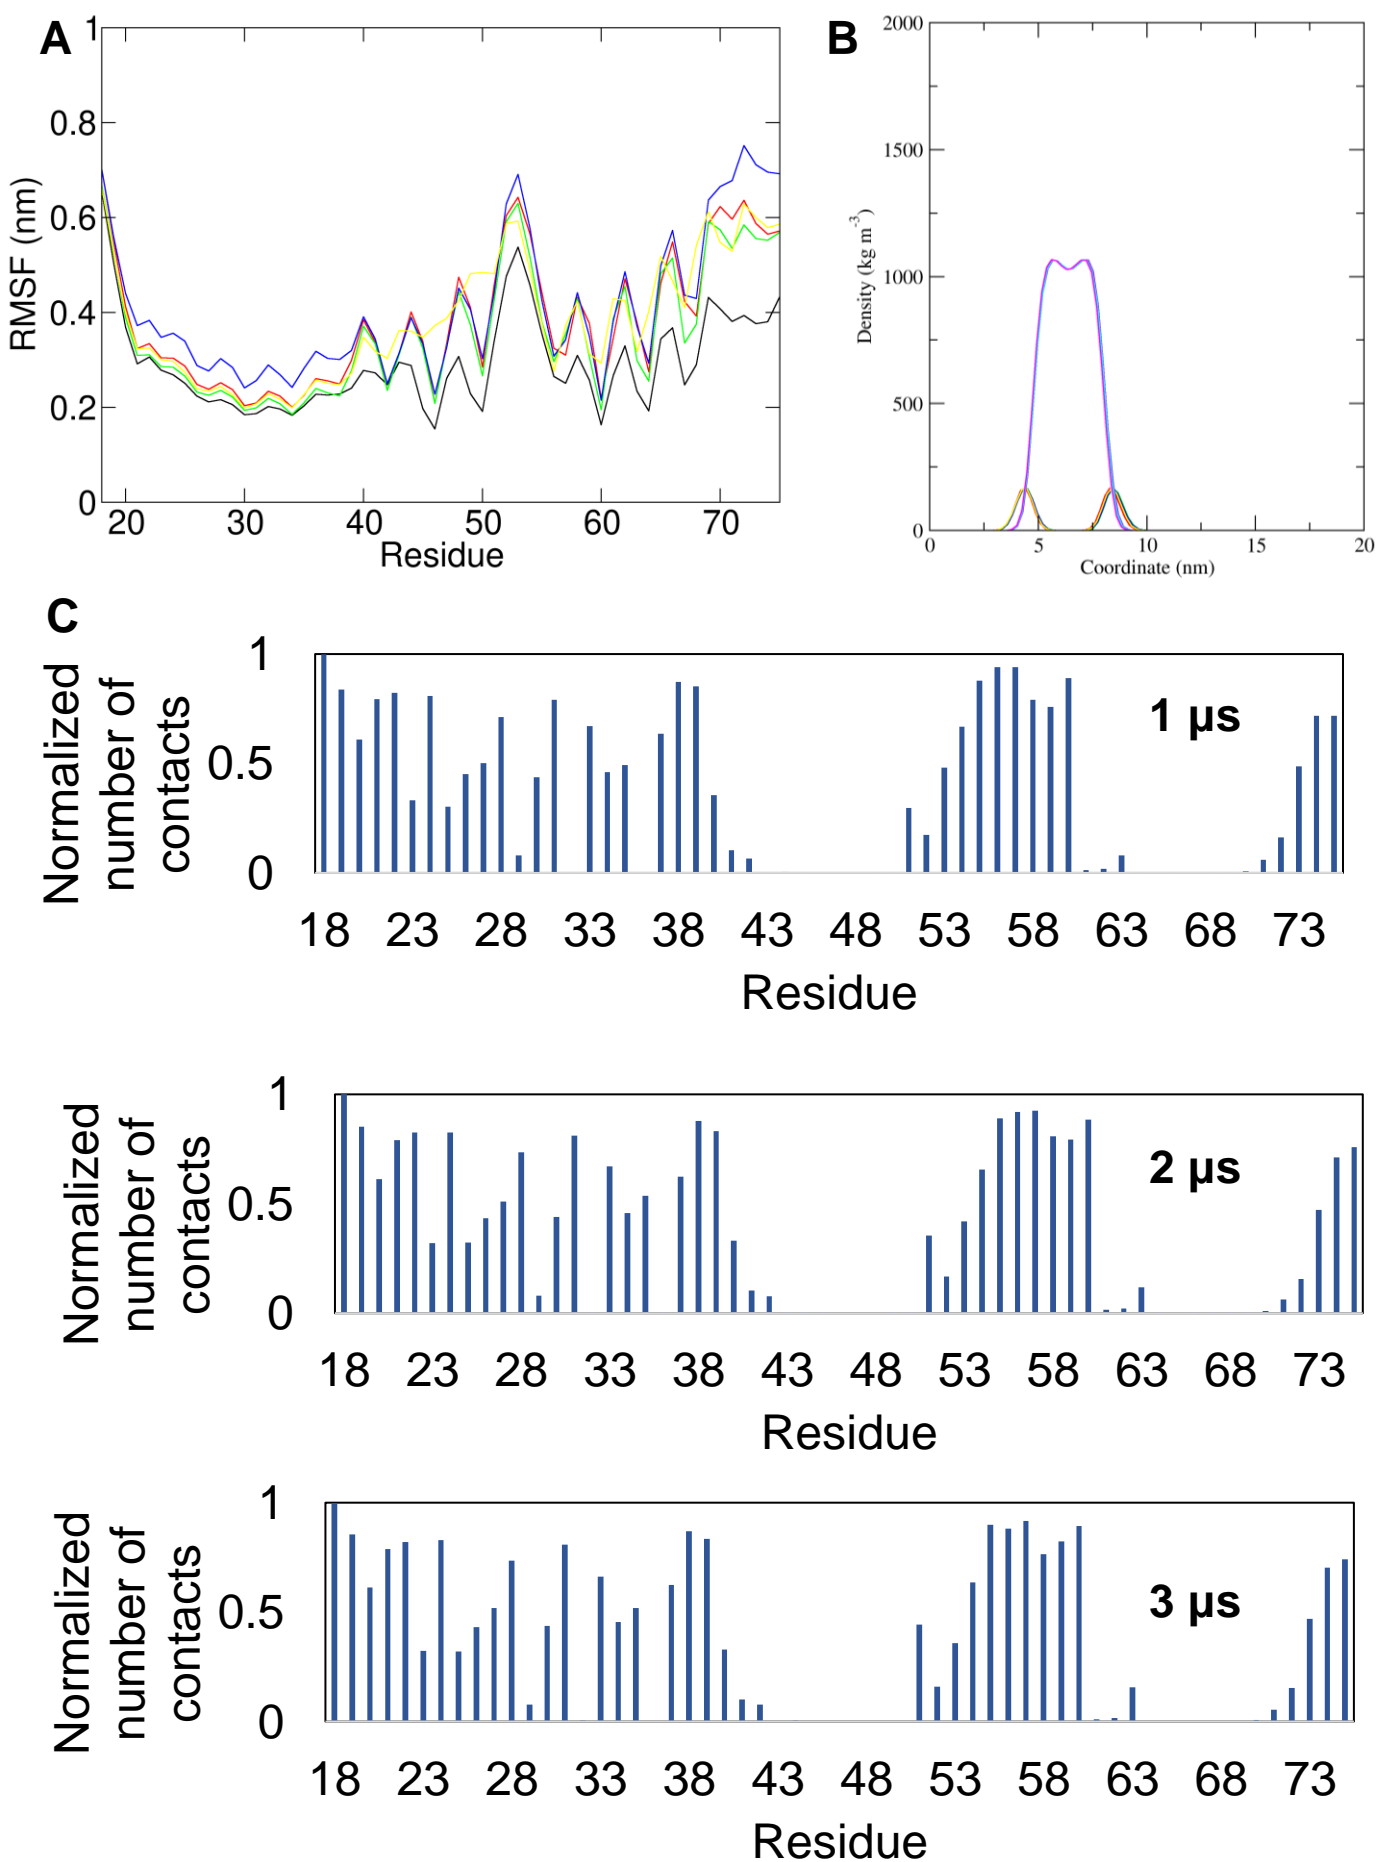 A
1
0.8
0.6
0.4
0.2
0
RMSF (nm)
20 30 40 50 60 70
Residue
B
2000
1500
1000
500
0
Density (kg m-3)
0 5 10 15 20
Coordinate (nm)
C
Normalized
number of
contacts
1
0.5
0
1 µs
18 23 28 33 38 43 48 53 58 63 68 73
Residue
Normalized
number of
contacts
1
0.5
0
2 µs
18 23 28 33 38 43 48 53 58 63 68 73
Residue
Normalized
number of
contacts
1
0.5
0
3 µs
18 23 28 33 38 43 48 53 58 63 68 73
Residue